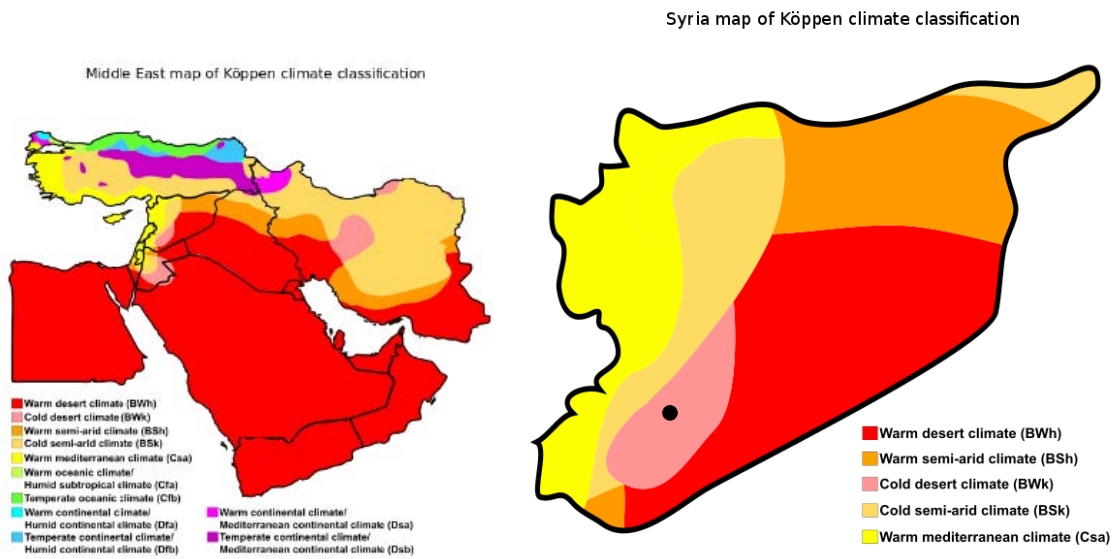 Syria map of Köppen climate classification
Middle East map of Köppen climate classification
Warm desert climate (BWh)
Cold desert climate (BWk)
Warm semi-arid climate (BSh)
Cold semi-arid climate (BSk)
Warm mediterranean climate (Csa)
Warm oceanic climate/
Humid subtropical climate (Cfa)
Temperate oceanic climate (Cfb)
Warm continental climate/
Humid continental climate (Dfa)
Temperate continental climate/
Humid continental climate (Dfb)
Warm continental climate/
Mediterranean continental climate (Dsa)
Temperate continental climate/
Mediterranean continental climate (Dsb)
Warm desert climate (BWh)
Warm semi-arid climate (BSh)
Cold desert climate (BWk)
Cold semi-arid climate (BSk)
Warm mediterranean climate (Csa)